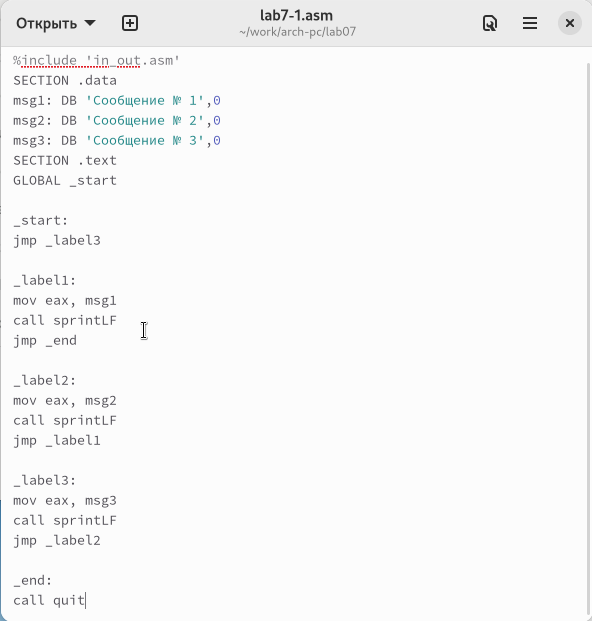 Открыть
lab7-1.asm
~/work/arch-pc/lab07
%include 'in_out.asm'
SECTION .data
msg1: DB 'Сообщение № 1',0
msg2: DB 'Сообщение № 2',0
msg3: DB 'Сообщение № 3',0
SECTION .text
GLOBAL _start
_start:
jmp _label3
_label1:
mov eax, msg1
call sprintLF
jmp _end
_label2:
mov eax, msg2
call sprintLF
jmp _label1
_label3:
mov eax, msg3
call sprintLF
jmp _label2
_end:
call quit